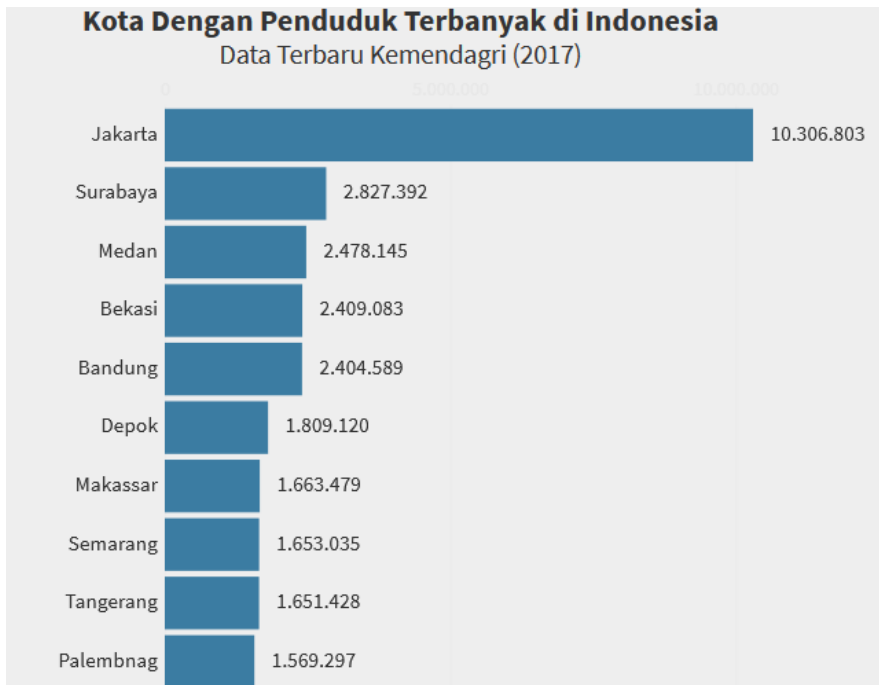 Kota Dengan Penduduk Terbanyak di Indonesia
Data Terbaru Kemendagri (2017)
0 5.000.000 10.000.000
Jakarta 10.306.803
Surabaya 2.827.392
Medan 2.478.145
Bekasi 2.409.083
Bandung 2.404.589
Depok 1.809.120
Makassar 1.663.479
Semarang 1.653.035
Tangerang 1.651.428
Palembnag 1.569.297